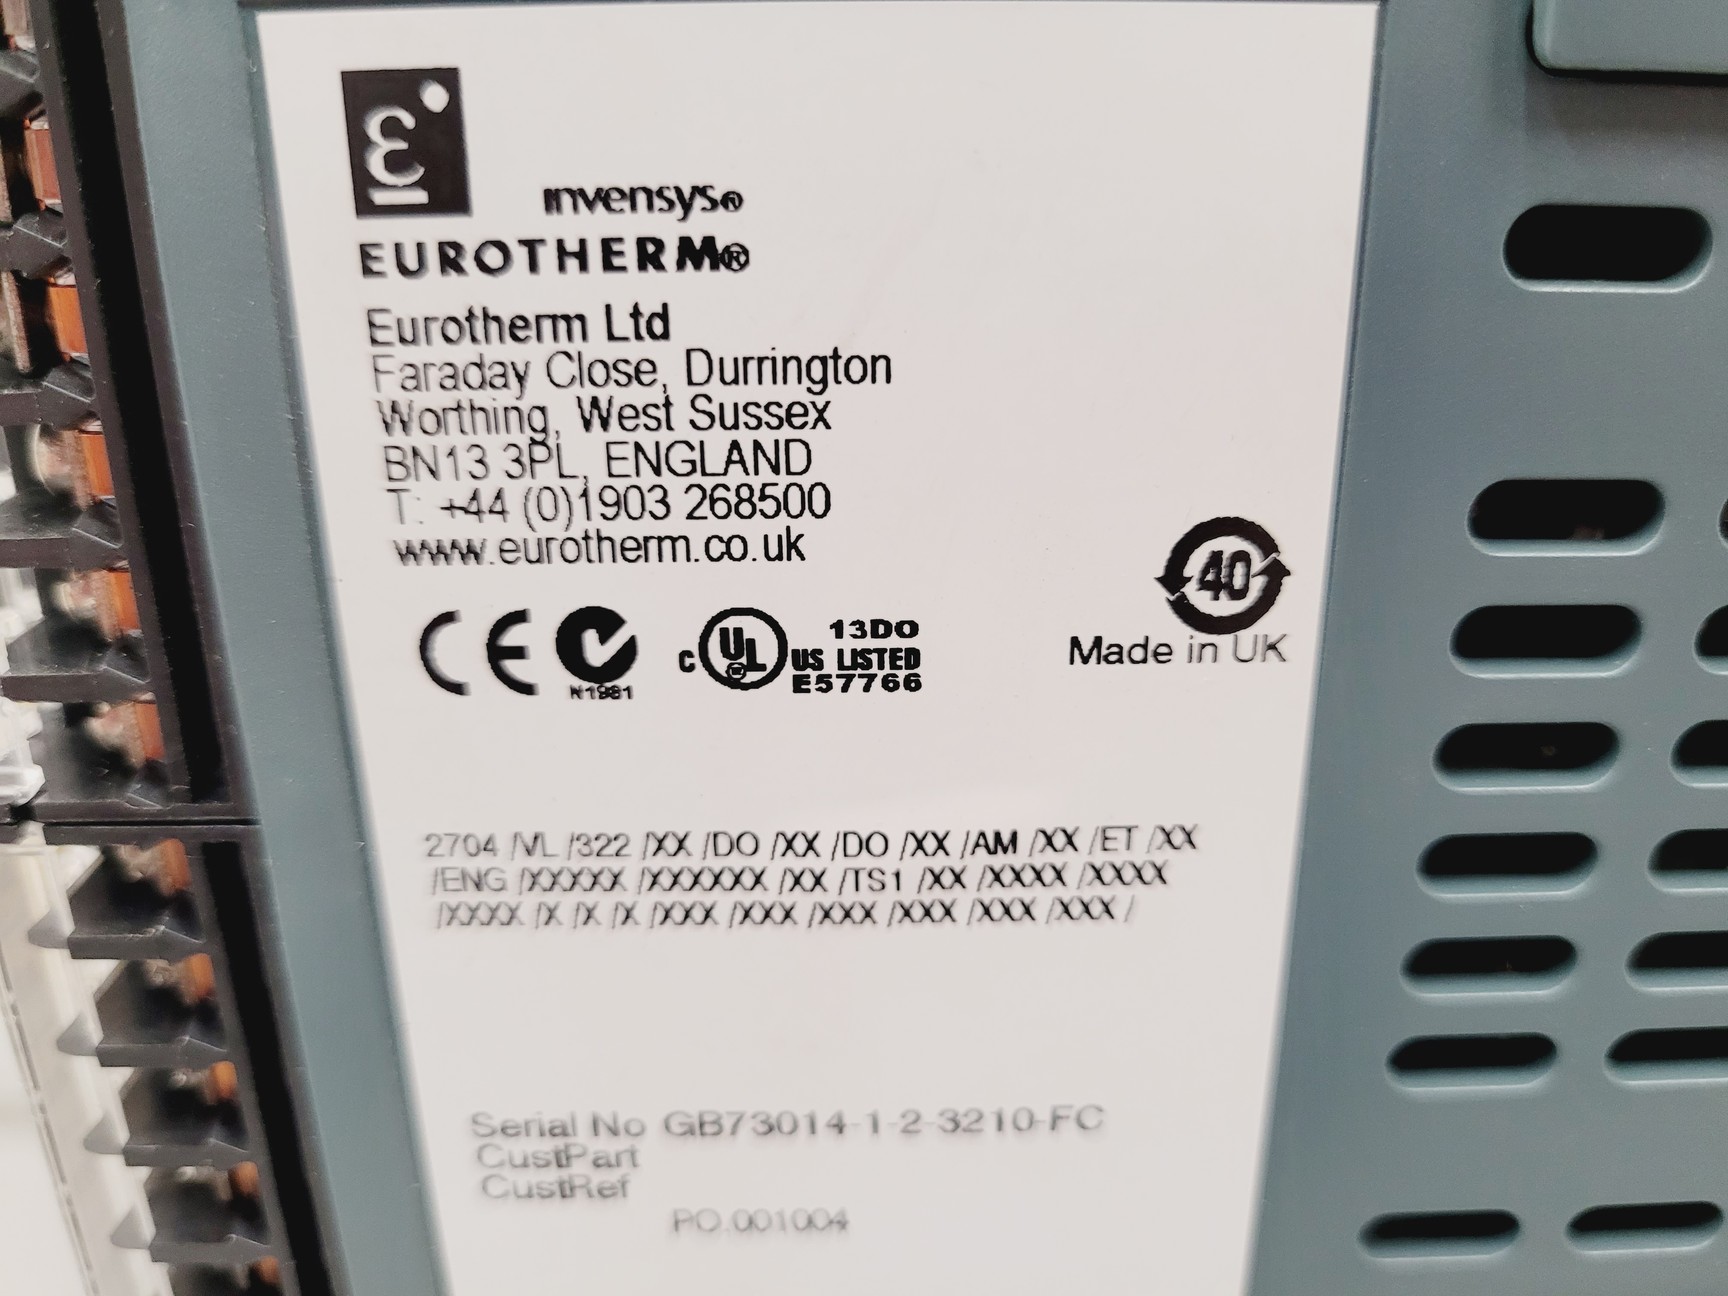 invensys®
EUROTHERM®
Eurotherm Ltd
Faraday Close, Durrington
Worthing, West Sussex
BN13 3PL, ENGLAND
T: +44 (0)1903 268500
www.eurotherm.co.uk
40
Made in UK
CE
N1981
C UL US LISTED
13DO
E57766
2704 /VL /322 /XX /DO /XX /DO /XX /AM /XX /ET /XX
/ENG /XXXXX /XXXXXX /XX /TS1 /XX /XXXX /XXXX
/XXXX /X /X /X /XXX /XXX /XXX /XXX /XXX /XXX /
Serial No GB73014-1-2-3210-FC
CustPart
CustRef
PO.001004